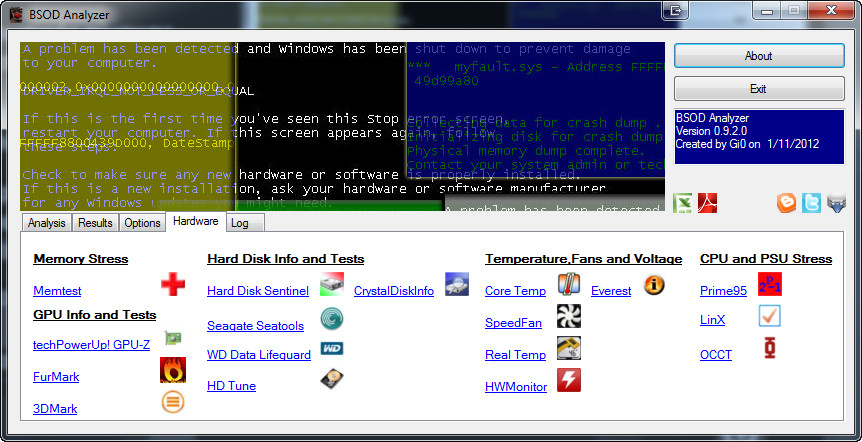 BSOD Analyzer
A problem has been detected and Windows has been shut down to prevent damage
to your computer.
*** myfault.sys - Address FFFFF
49d99a80
000002,0x0000000000000000,0
DRIVER_IRQL_NOT_LESS_OR_EQUAL
If this is the first time you've seen this Stop error screen,
restart your computer. If this screen appears again, follow
these steps:
FFFFF8800439D000, DateStamp
Collecting data for crash dump .
Initializing disk for crash dump
Physical memory dump complete.
Contact your system admin or tech
Check to make sure any new hardware or software is properly installed.
If this is a new installation, ask your hardware or software manufacturer
for any Windows updates you might need.
A problem has been detected
About
Exit
BSOD Analyzer
Version 0.9.2.0
Created by Gi0 on 1/11/2012
Analysis Results Options Hardware Log
Memory Stress
Memtest
GPU Info and Tests
techPowerUp! GPU-Z
FurMark
3DMark
Hard Disk Info and Tests
Hard Disk Sentinel CrystalDiskInfo
Seagate Seatools
WD Data Lifeguard WD
HD Tune
Temperature,Fans and Voltage
Core Temp Everest
SpeedFan
Real Temp
HWMonitor
CPU and PSU Stress
Prime95
LinX
OCCT